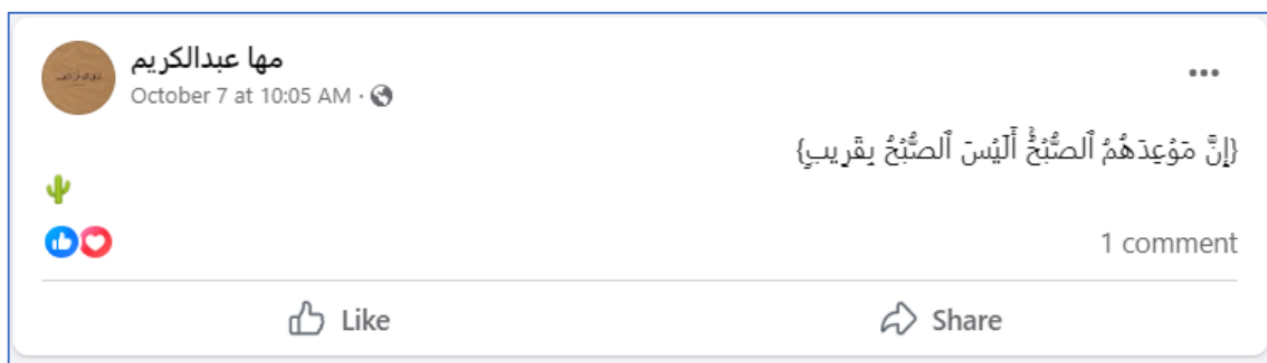 مها عبدالكريم
October 7 at 10:05 AM ·
{إِنَّ مَوۡعِدَهُمُ ٱلصُّبۡحُۚ أَلَيۡسَ ٱلصُّبۡحُ بِقَرِيبٖ}
1 comment
Like
Share